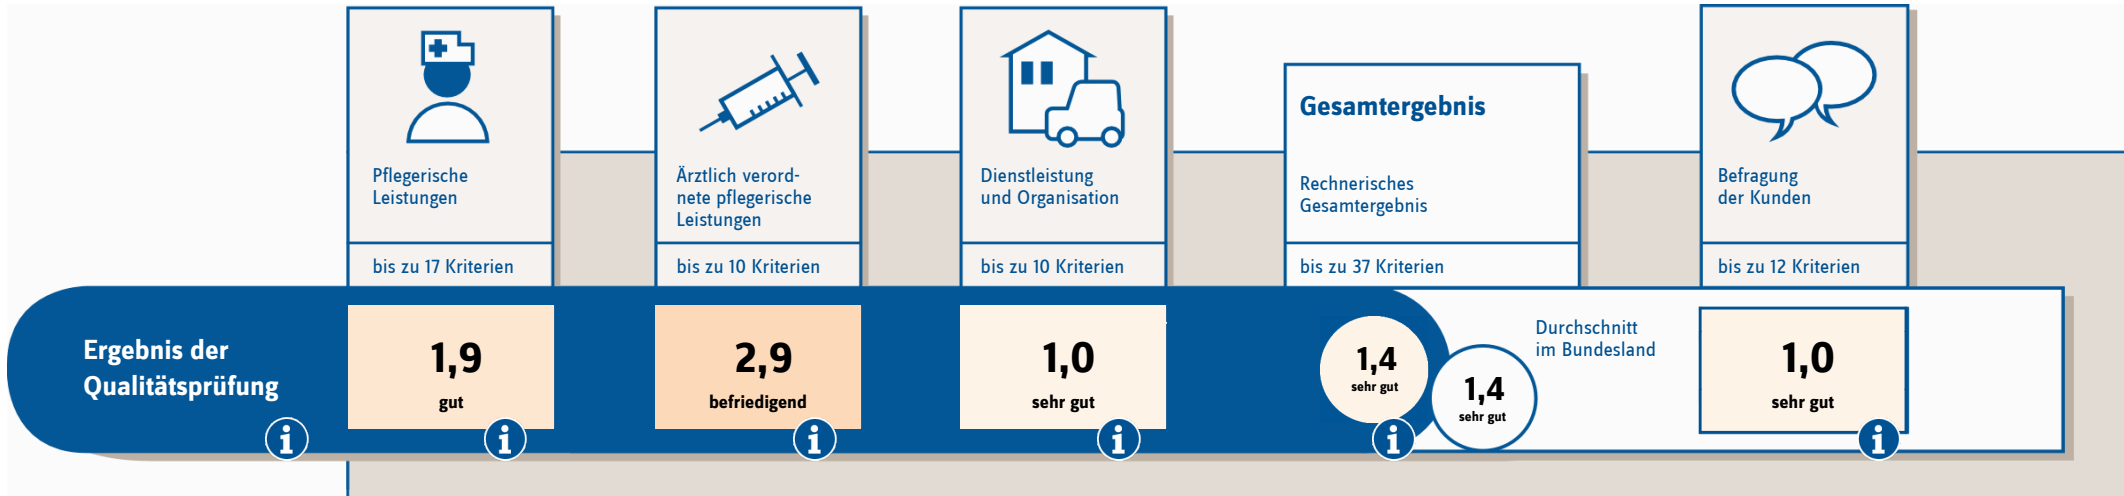 Pflegerische
Leistungen
bis zu 17 Kriterien
Ärztlich verord-
nete pflegerische
Leistungen
bis zu 10 Kriterien
Dienstleistung
und Organisation
bis zu 10 Kriterien
Gesamtergebnis
Rechnerisches
Gesamtergebnis
bis zu 37 Kriterien
Befragung
der Kunden
bis zu 12 Kriterien
Ergebnis der
Qualitätsprüfung
1,9
gut
2,9
befriedigend
1,0
sehr gut
1,4
sehr gut
1,4
sehr gut
Durchschnitt
im Bundesland
1,0
sehr gut